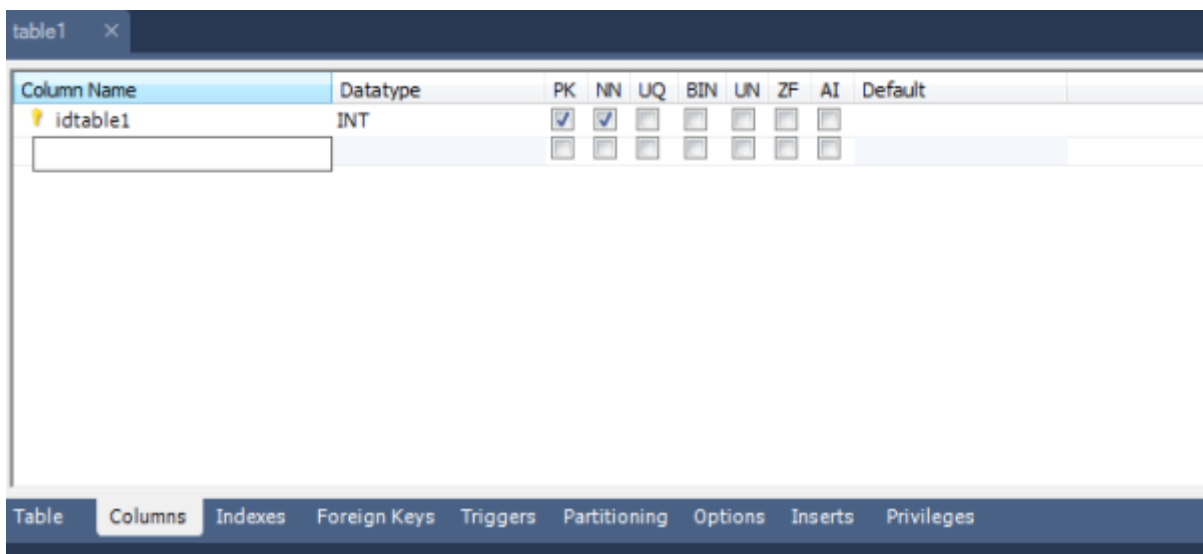 table1
Column Name Datatype PK NN UQ BIN UN ZF AI Default
idtable1 INT
Table Columns Indexes Foreign Keys Triggers Partitioning Options Inserts Privileges